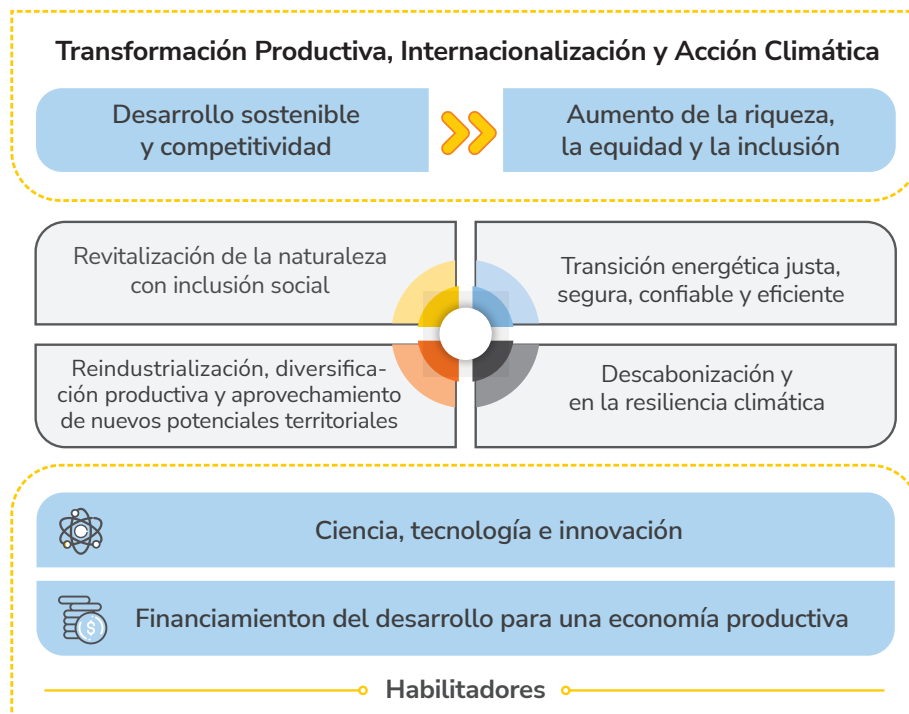 Transformación Productiva, Internacionalización y Acción Climática
Desarrollo sostenible
y competitividad
Aumento de la riqueza,
la equidad y la inclusión
Revitalización de la naturaleza
con inclusión social
Transición energética justa,
segura, confiable y eficiente
Reindustrialización, diversifica-
ción productiva y aprovechamiento
de nuevos potenciales territoriales
Descabonización y
en la resiliencia climática
Ciencia, tecnología e innovación
$
Financiamienton del desarrollo para una economía productiva
Habilitadores